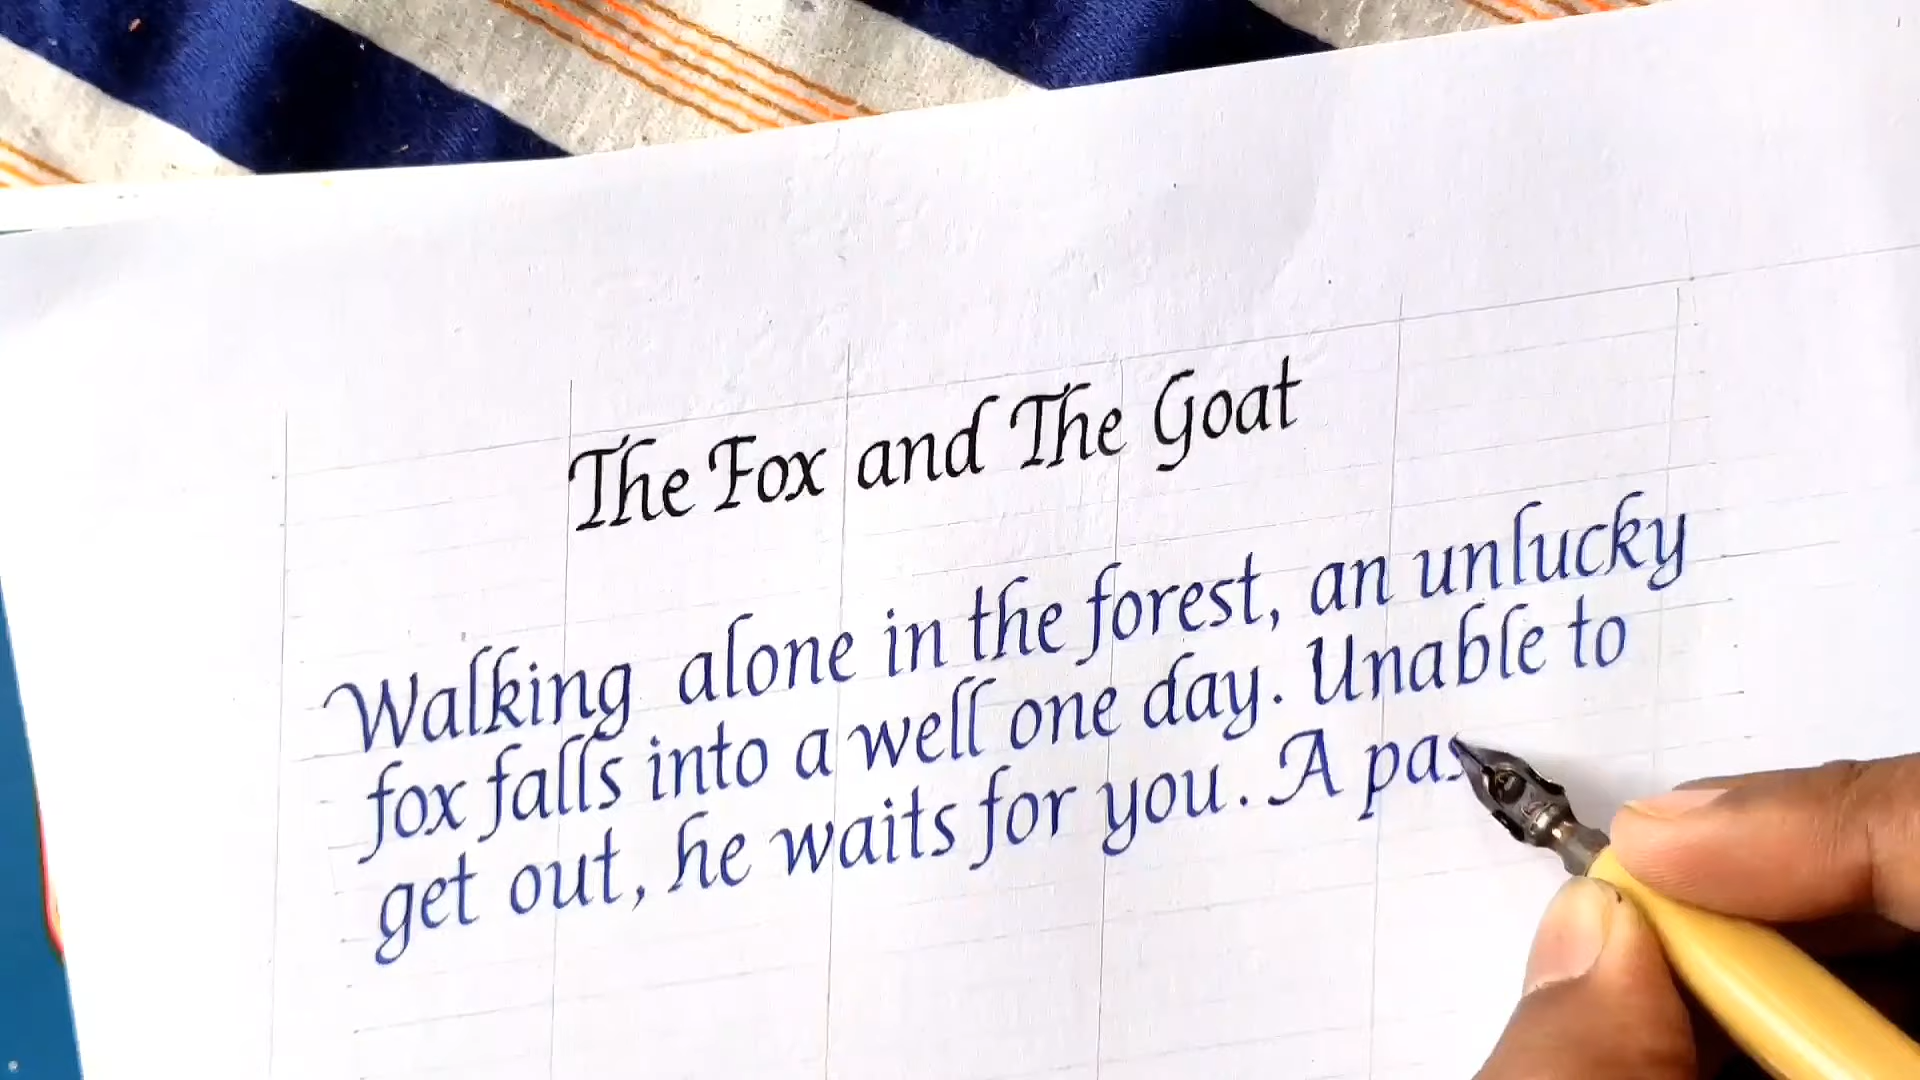 The Fox and The Goat
Walking alone in the forest, an unlucky
fox falls into a well one day. Unable to
get out, he waits for you. A pas